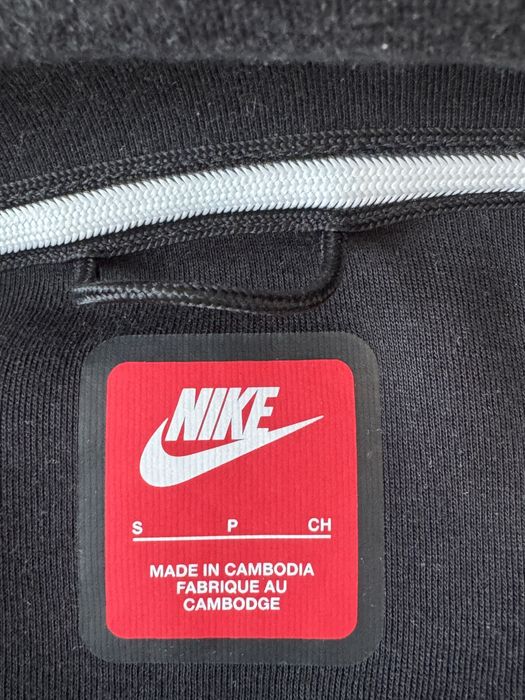 NIKE
S P CH
MADE IN CAMBODIA
FABRIQUE AU
CAMBODGE